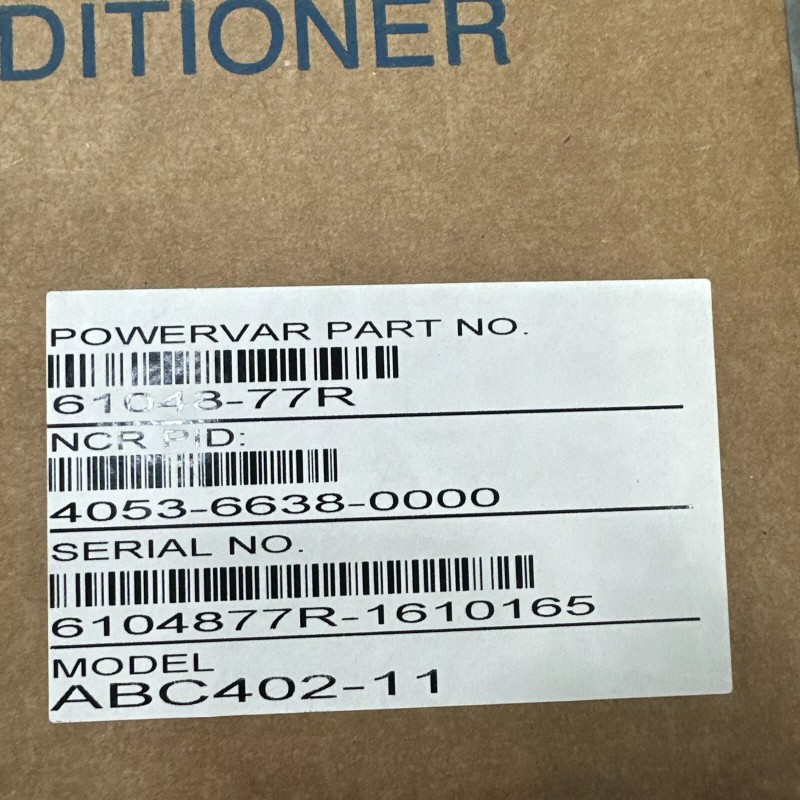 DITIONER
POWERVAR PART NO.
61048-77R
NCR PID:
4053-6638-0000
SERIAL NO.
6104877R-1610165
MODEL
ABC402-11